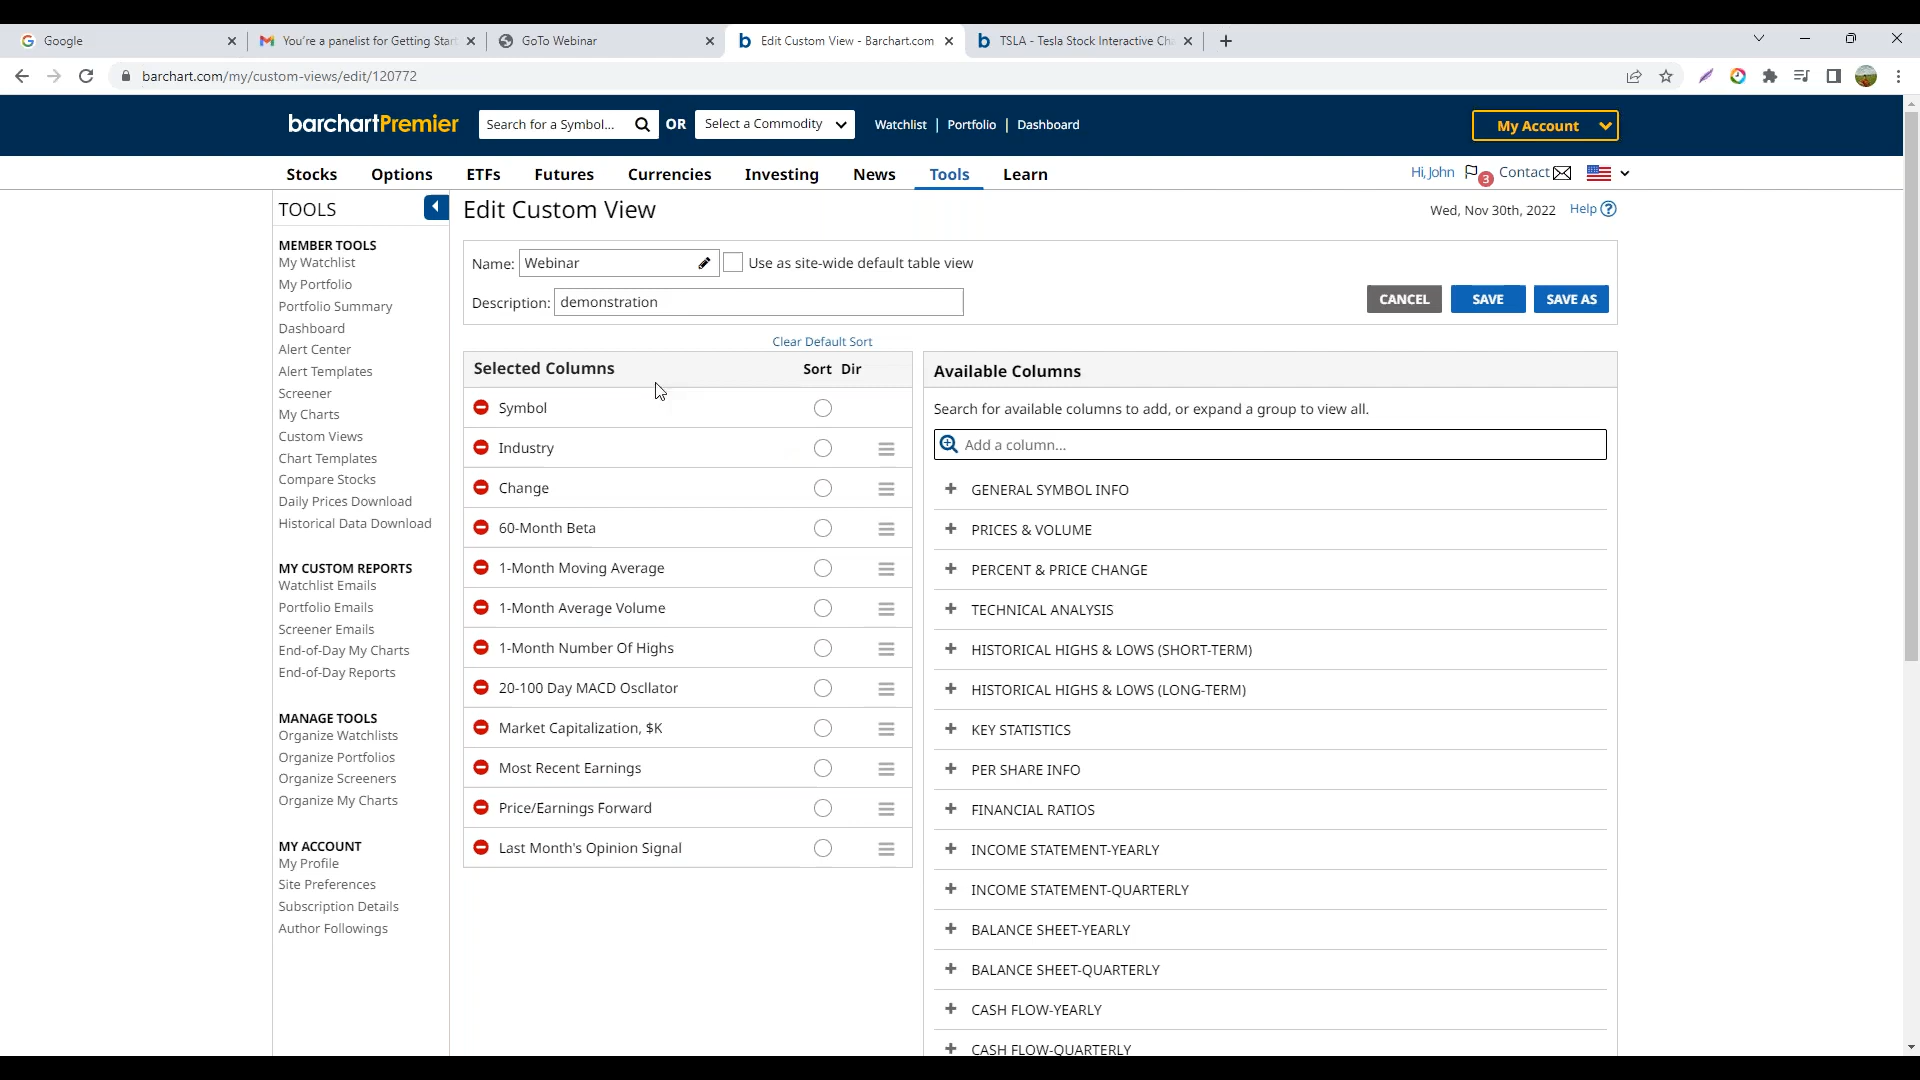 Google
You're a panelist for Getting Star
GoTo Webinar
Edit Custom View - Barchart.com
TSLA - Tesla Stock Interactive Ch
barchart.com/my/custom-views/edit/120772
barchartPremier
Search for a Symbol...
OR
Select a Commodity
Watchlist | Portfolio | Dashboard
My Account
Stocks Options ETFs Futures Currencies Investing News Tools Learn
Hi, John
3
Contact
TOOLS
Edit Custom View
Wed, Nov 30th, 2022
Help ?
MEMBER TOOLS
My Watchlist
My Portfolio
Portfolio Summary
Dashboard
Alert Center
Alert Templates
Screener
My Charts
Custom Views
Chart Templates
Compare Stocks
Daily Prices Download
Historical Data Download
MY CUSTOM REPORTS
Watchlist Emails
Portfolio Emails
Screener Emails
End-of-Day My Charts
End-of-Day Reports
MANAGE TOOLS
Organize Watchlists
Organize Portfolios
Organize Screeners
Organize My Charts
MY ACCOUNT
My Profile
Site Preferences
Subscription Details
Author Followings
Name: Webinar
Use as site-wide default table view
Description: demonstration
CANCEL SAVE SAVE AS
Clear Default Sort
Selected Columns Sort Dir
Symbol
Industry
Change
60-Month Beta
1-Month Moving Average
1-Month Average Volume
1-Month Number Of Highs
20-100 Day MACD Oscllator
Market Capitalization, $K
Most Recent Earnings
Price/Earnings Forward
Last Month's Opinion Signal
Available Columns
Search for available columns to add, or expand a group to view all.
Add a column...
+ GENERAL SYMBOL INFO
+ PRICES & VOLUME
+ PERCENT & PRICE CHANGE
+ TECHNICAL ANALYSIS
+ HISTORICAL HIGHS & LOWS (SHORT-TERM)
+ HISTORICAL HIGHS & LOWS (LONG-TERM)
+ KEY STATISTICS
+ PER SHARE INFO
+ FINANCIAL RATIOS
+ INCOME STATEMENT-YEARLY
+ INCOME STATEMENT-QUARTERLY
+ BALANCE SHEET-YEARLY
+ BALANCE SHEET-QUARTERLY
+ CASH FLOW-YEARLY
+ CASH FLOW-QUARTERLY